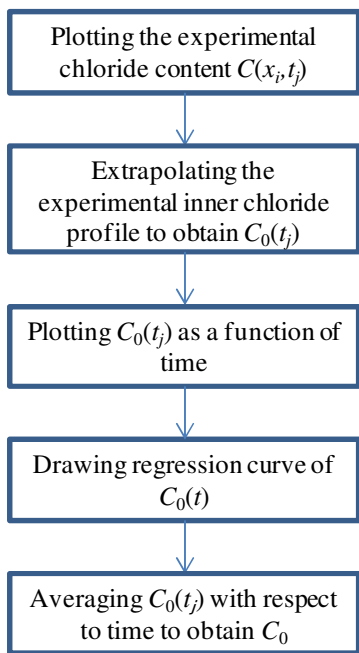 Plotting the experimental
chloride content C(xᵢ,tⱼ)
Extrapolating the
experimental inner chloride
profile to obtain C₀(tⱼ)
Plotting C₀(tⱼ) as a function of
time
Drawing regression curve of
C₀(t)
Averaging C₀(tⱼ) with respect
to time to obtain C₀